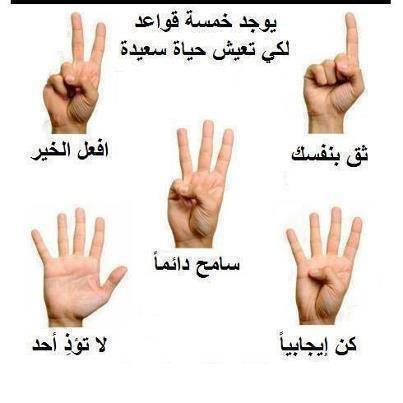 يوجد خمسة قواعد
لكي تعيش حياة سعيدة
ثق بنفسك
افعل الخير
سامح دائماً
كن إيجابياً
لا تؤذِ أحد